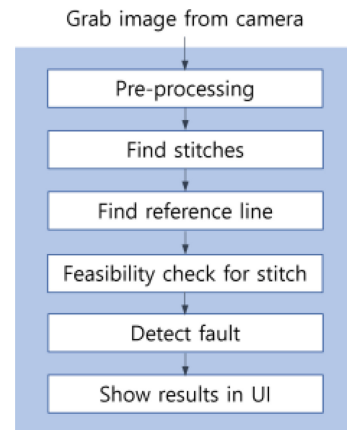 Grab image from camera
Pre-processing
Find stitches
Find reference line
Feasibility check for stitch
Detect fault
Show results in UI